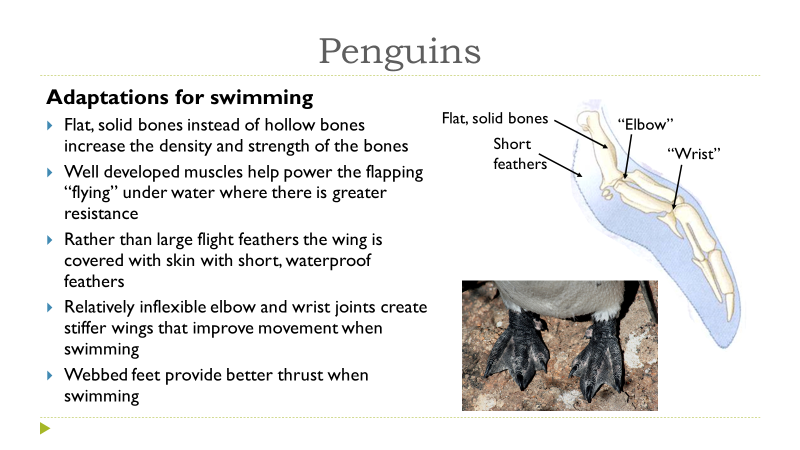 Penguins
Adaptations for swimming
Flat, solid bones instead of hollow bones
increase the density and strength of the bones
Well developed muscles help power the flapping
“flying” under water where there is greater
resistance
Rather than large flight feathers the wing is
covered with skin with short, waterproof
feathers
Relatively inflexible elbow and wrist joints create
stiffer wings that improve movement when
swimming
Webbed feet provide better thrust when
swimming
Flat, solid bones
“Elbow”
Short
feathers
“Wrist”